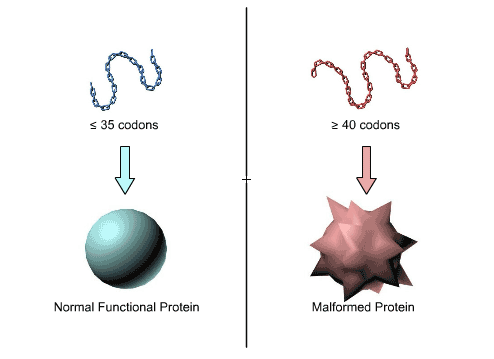 ≤ 35 codons
≥ 40 codons
Normal Functional Protein
Malformed Protein